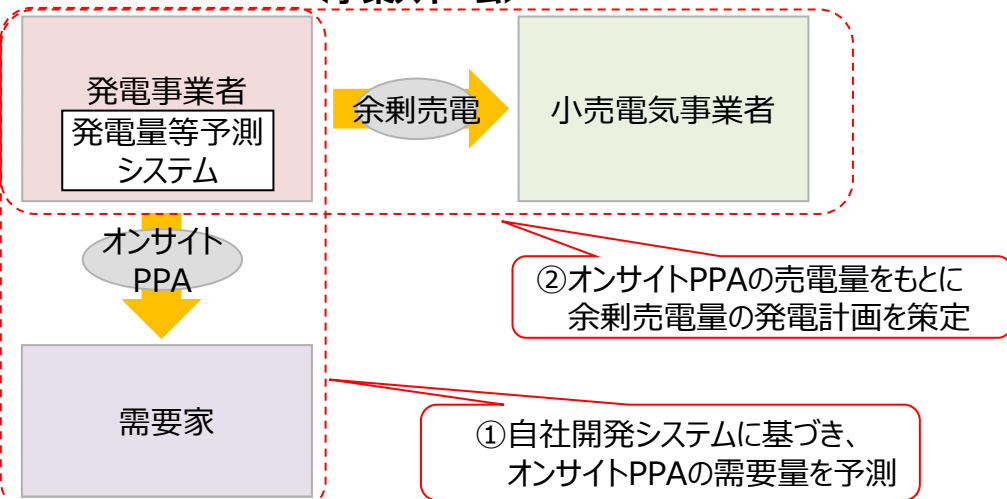 発電事業者
発電量等予測
システム
余剰売電
小売電気事業者
オンサイト
PPA
②オンサイトPPAの売電量をもとに
余剰売電量の発電計画を策定
需要家
①自社開発システムに基づき、
オンサイトPPAの需要量を予測